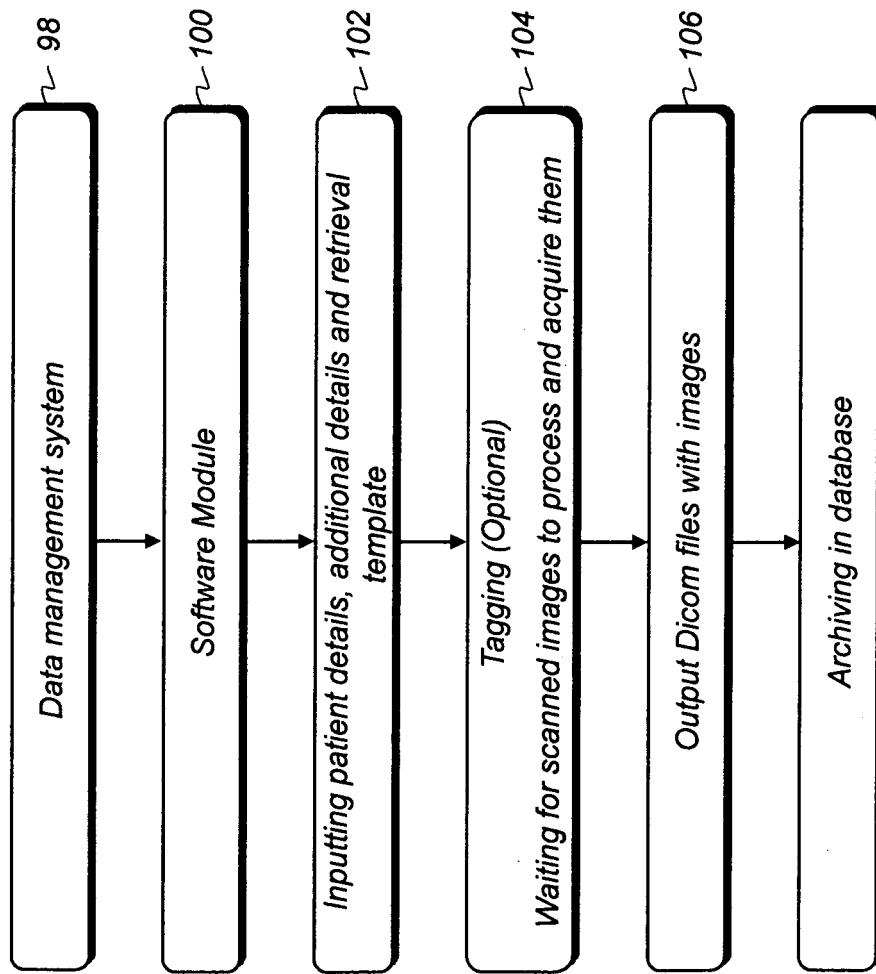 Data management system
98
Software Module
100
Inputting patient details, additional details and retrieval
template
102
Tagging (Optional)
Waiting for scanned images to process and acquire them
104
Output Dicom files with images
106
Archiving in database